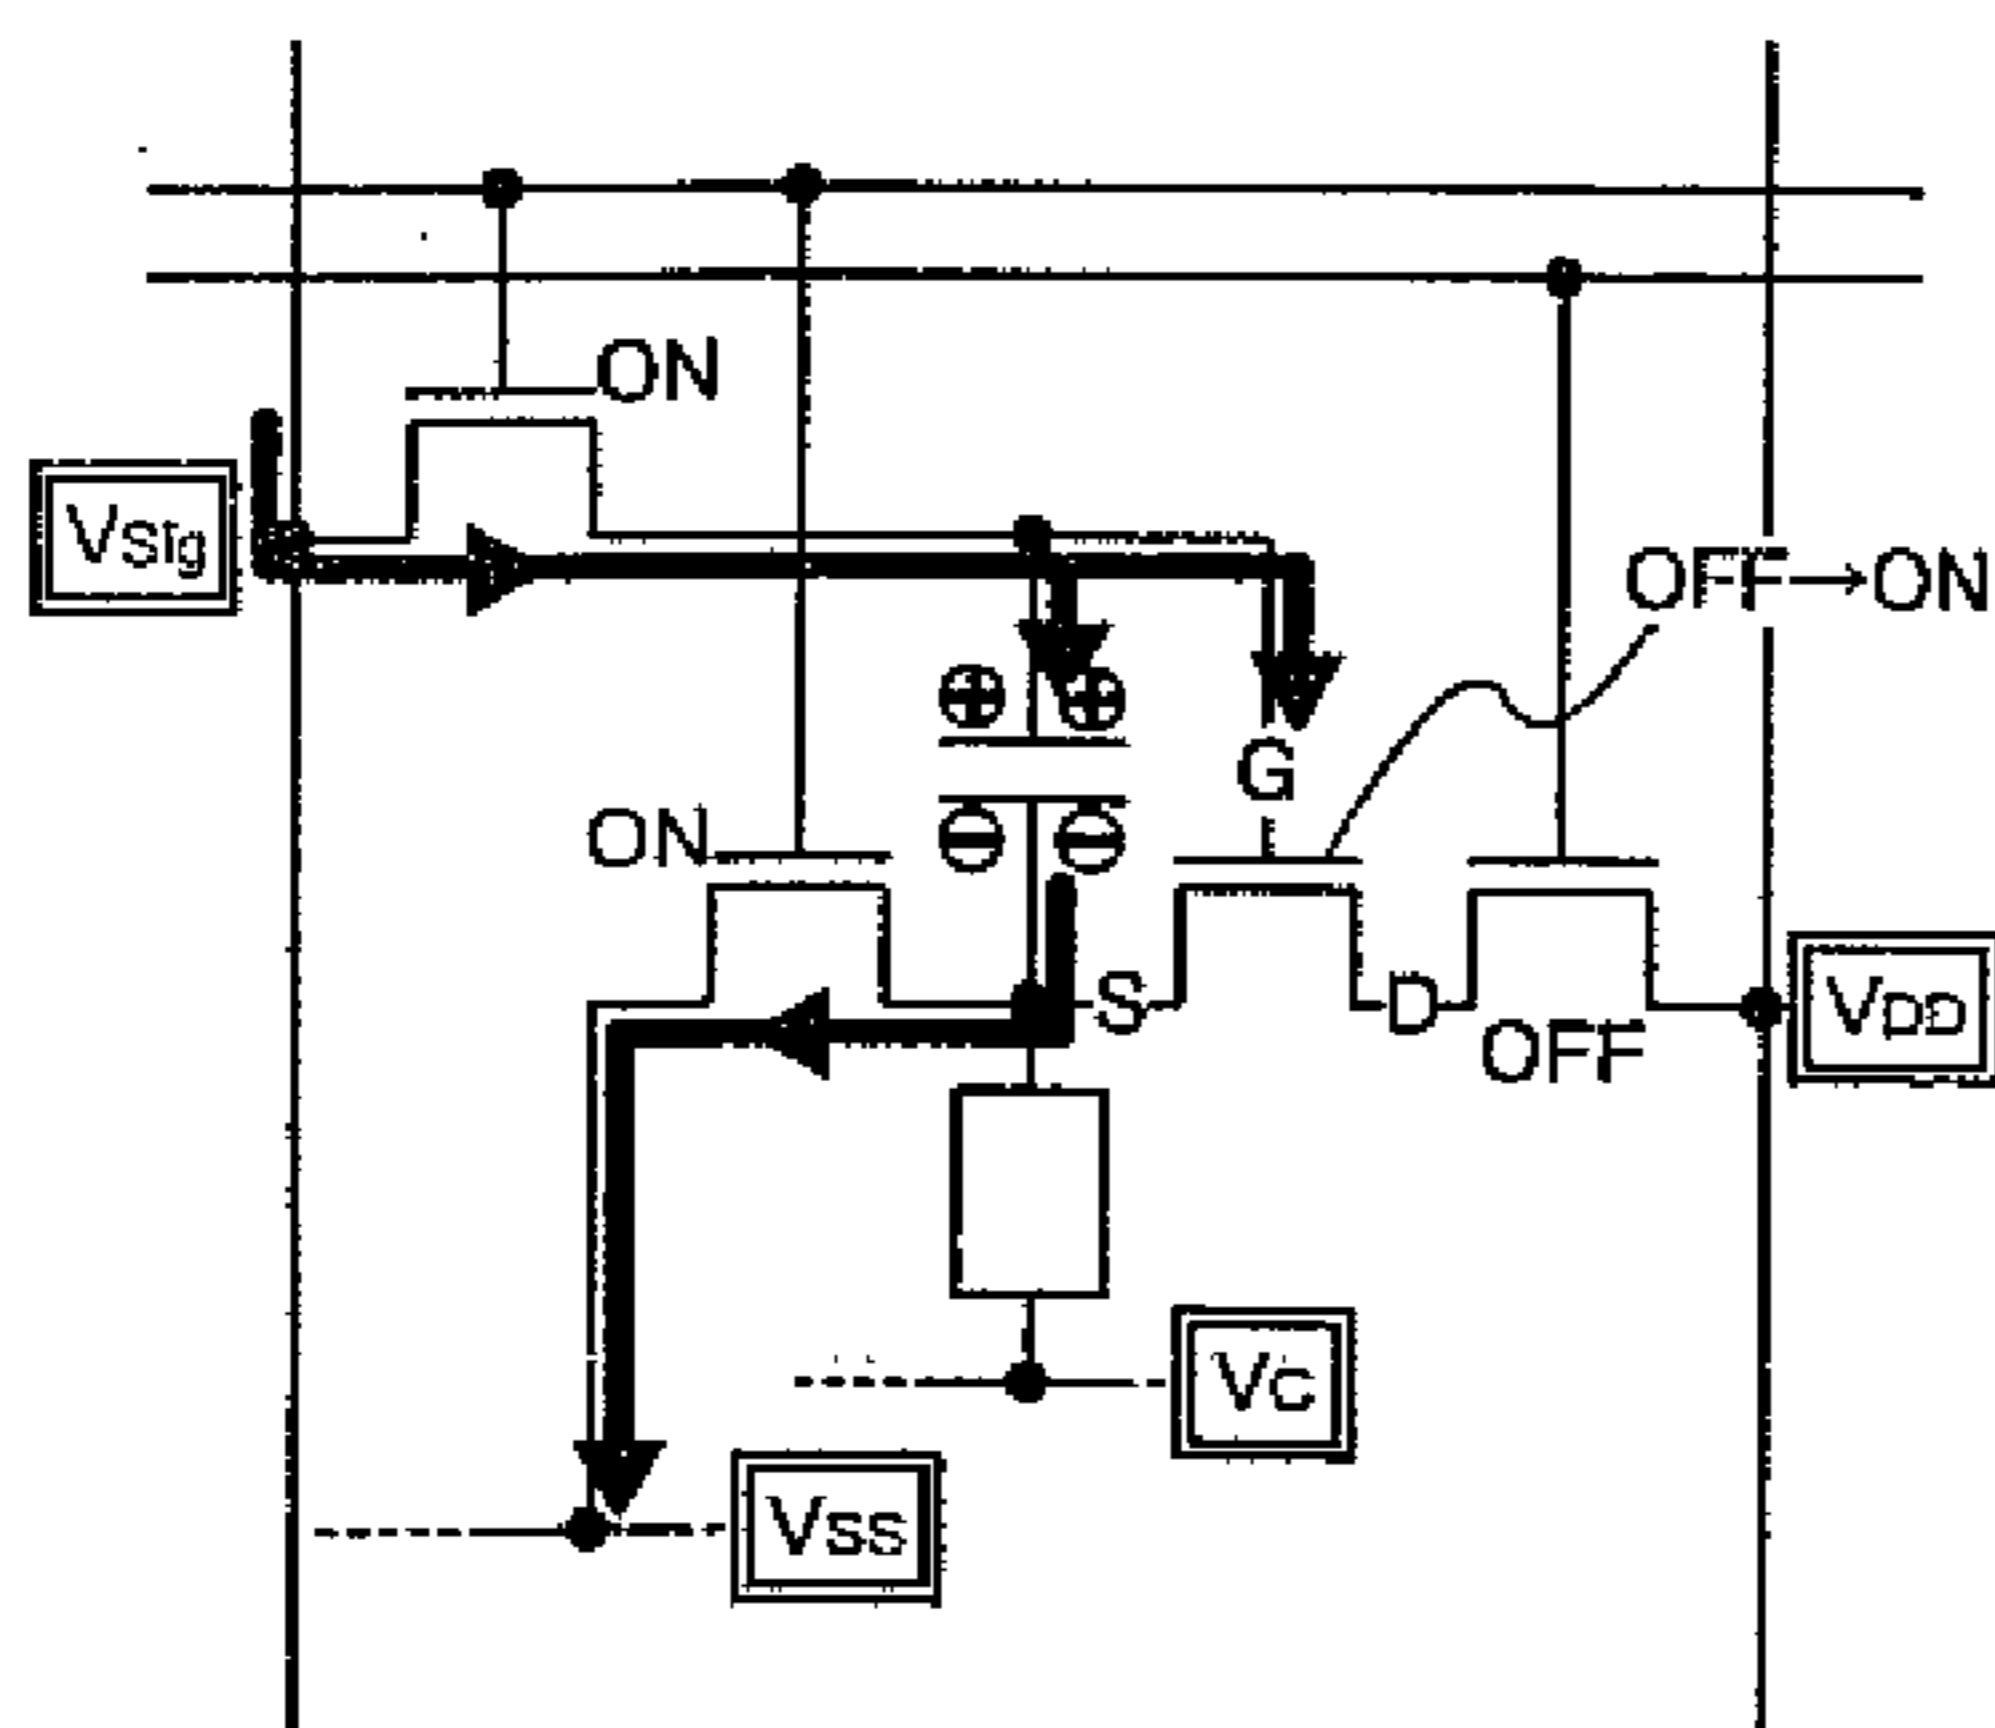 ON
VSig
OFF→ON
⊕ ⊕
G
ON
⊖ ⊖
S
D
VDD
OFF
VC
VSS